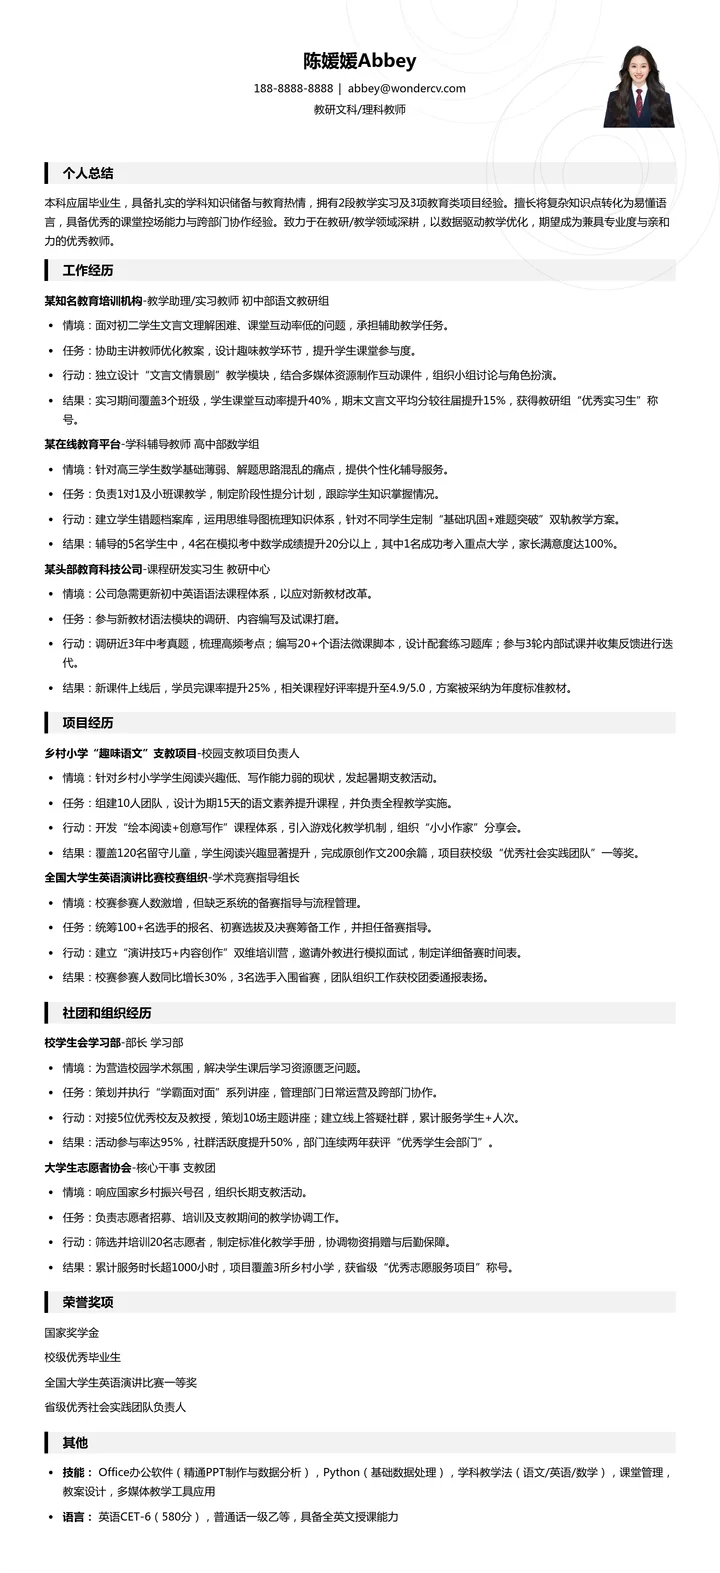 陈媛媛Abbey
188-8888-8888 | abbey@wondercv.com
教研文科/理科教师
个人总结
本科应届毕业生，具备扎实的学科知识储备与教育热情，拥有2段教学实习及3项教育类项目经验。擅长将复杂知识点转化为易懂语
言，具备优秀的课堂控场能力与跨部门协作经验。致力于在教研/教学领域深耕，以数据驱动教学优化，期望成为兼具专业度与亲和
力的优秀教师。
工作经历
某知名教育培训机构-教学助理/实习教师 初中部语文教研组
• 情境：面对初二学生文言文理解困难、课堂互动率低的问题，承担辅助教学任务。
• 任务：协助主讲教师优化教案，设计趣味教学环节，提升学生课堂参与度。
• 行动：独立设计“文言文情景剧”教学模块，结合多媒体资源制作互动课件，组织小组讨论与角色扮演。
• 结果：实习期间覆盖3个班级，学生课堂互动率提升40%，期末文言文平均分较往届提升15%，获得教研组“优秀实习生”称
号。
某在线教育平台-学科辅导教师 高中部数学组
• 情境：针对高三学生数学基础薄弱、解题思路混乱的痛点，提供个性化辅导服务。
• 任务：负责1对1及小班课教学，制定阶段性提分计划，跟踪学生知识掌握情况。
• 行动：建立学生错题档案库，运用思维导图梳理知识体系，针对不同学生定制“基础巩固+难题突破”双轨教学方案。
• 结果：辅导的5名学生中，4名在模拟考中数学成绩提升20分以上，其中1名成功考入重点大学，家长满意度达100%。
某头部教育科技公司-课程研发实习生 教研中心
• 情境：公司急需更新初中英语语法课程体系，以应对新教材改革。
• 任务：参与新教材语法模块的调研、内容编写及试课打磨。
• 行动：调研近3年中考真题，梳理高频考点；编写20+个语法微课脚本，设计配套练习题库；参与3轮内部试课并收集反馈进行迭
代。
• 结果：新课件上线后，学员完课率提升25%，相关课程好评率提升至4.9/5.0，方案被采纳为年度标准教材。
项目经历
乡村小学“趣味语文”支教项目-校园支教项目负责人
• 情境：针对乡村小学学生阅读兴趣低、写作能力弱的现状，发起暑期支教活动。
• 任务：组建10人团队，设计为期15天的语文素养提升课程，并负责全程教学实施。
• 行动：开发“绘本阅读+创意写作”课程体系，引入游戏化教学机制，组织“小小作家”分享会。
• 结果：覆盖120名留守儿童，学生阅读兴趣显著提升，完成原创作文200余篇，项目获校级“优秀社会实践团队”一等奖。
全国大学生英语演讲比赛校赛组织-学术竞赛指导组长
• 情境：校赛参赛人数激增，但缺乏系统的备赛指导与流程管理。
• 任务：统筹100+名选手的报名、初赛选拔及决赛筹备工作，并担任备赛指导。
• 行动：建立“演讲技巧+内容创作”双维培训营，邀请外教进行模拟面试，制定详细备赛时间表。
• 结果：校赛参赛人数同比增长30%，3名选手入围省赛，团队组织工作获校团委通报表扬。
社团和组织经历
校学生会学习部-部长 学习部
• 情境：为营造校园学术氛围，解决学生课后学习资源匮乏问题。
• 任务：策划并执行“学霸面对面”系列讲座，管理部门日常运营及跨部门协作。
• 行动：对接5位优秀校友及教授，策划10场主题讲座；建立线上答疑社群，累计服务学生+人次。
• 结果：活动参与率达95%，社群活跃度提升50%，部门连续两年获评“优秀学生会部门”。
大学生志愿者协会-核心干事 支教团
• 情境：响应国家乡村振兴号召，组织长期支教活动。
• 任务：负责志愿者招募、培训及支教期间的教学协调工作。
• 行动：筛选并培训20名志愿者，制定标准化教学手册，协调物资捐赠与后勤保障。
• 结果：累计服务时长超1000小时，项目覆盖3所乡村小学，获省级“优秀志愿服务项目”称号。
荣誉奖项
国家奖学金
校级优秀毕业生
全国大学生英语演讲比赛一等奖
省级优秀社会实践团队负责人
其他
• 技能： Office办公软件（精通PPT制作与数据分析），Python（基础数据处理），学科教学法（语文/英语/数学），课堂管理，
教案设计，多媒体教学工具应用
• 语言： 英语CET-6（580分），普通话一级乙等，具备全英文授课能力